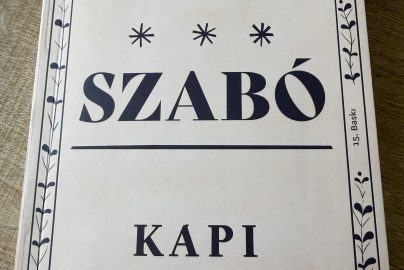 * * *
SZABÓ
15. Baskı
KAPI